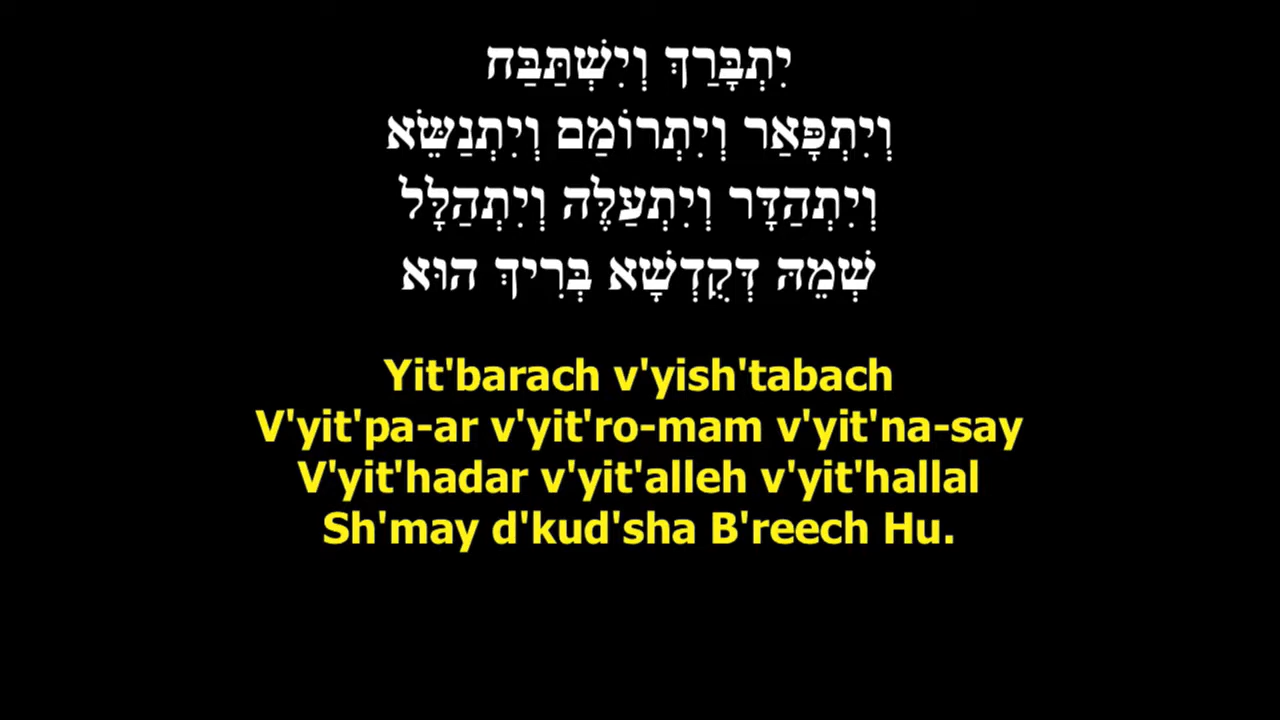 יִתְבָּרַךְ וְיִשְׁתַּבַּח
וְיִתְפָּאַר וְיִתְרוֹמַם וְיִתְנַשֵּׂא
וְיִתְהַדָּר וְיִתְעַלֶּה וְיִתְהַלָּל
שְׁמֵהּ דְּקֻדְשָׁא בְּרִיךְ הוּא
Yit'barach v'yish'tabach
V'yit'pa-ar v'yit'ro-mam v'yit'na-say
V'yit'hadar v'yit'alleh v'yit'hallal
Sh'may d'kud'sha B'reech Hu.